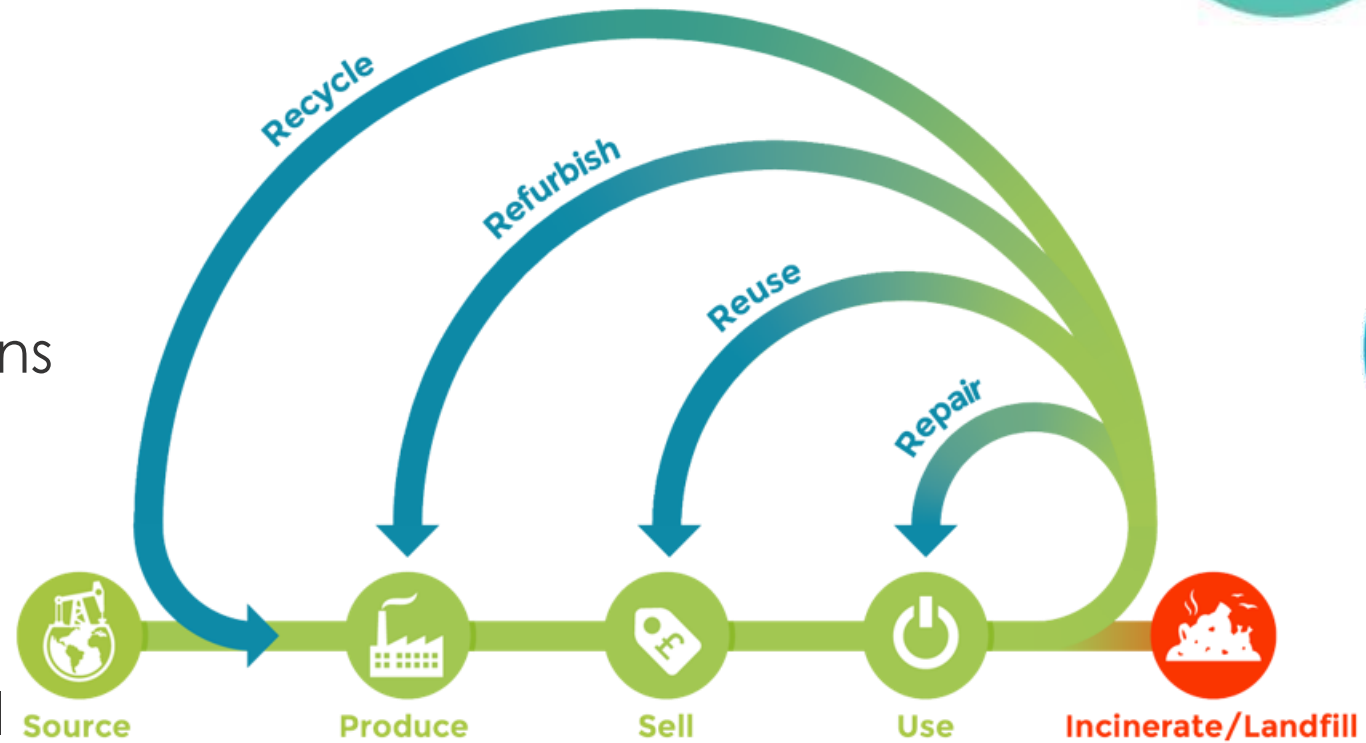 Recycle
Refurbish
Reuse
Repair
ns
£
Source
Produce
Sell
Use
Incinerate/Landfill